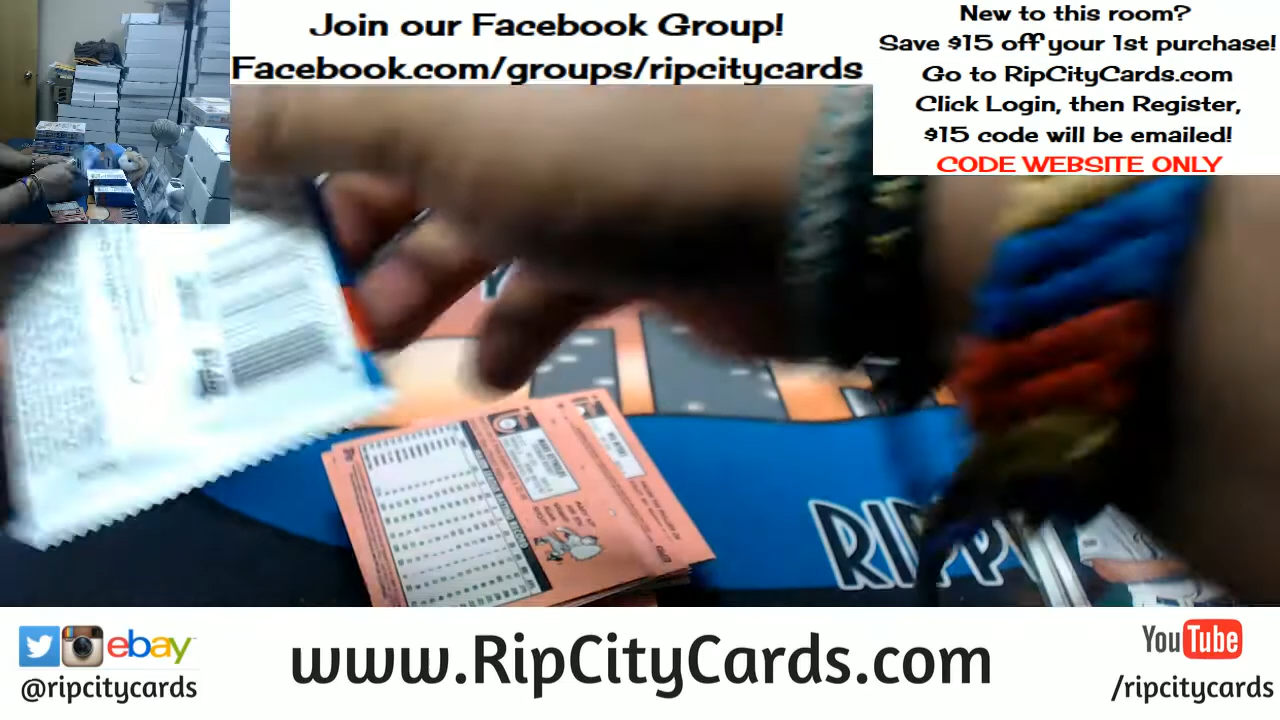 Join our Facebook Group!
Facebook.com/groups/ripcitycards
New to this room?
Save $15 off your 1st purchase!
Go to RipCityCards.com
Click Login, then Register,
$15 code will be emailed!
CODE WEBSITE ONLY
RIPPY
ebay
@ripcitycards
www.RipCityCards.com
YouTube
/ripcitycards